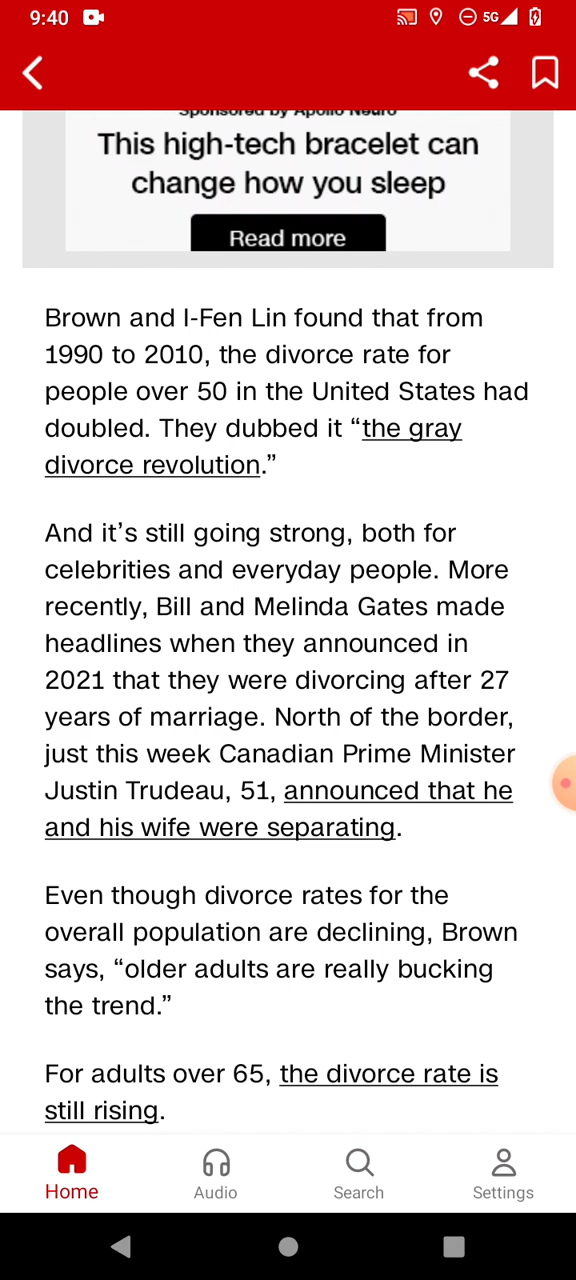 9:40
5G
Sponsored by Apollo Neuro
This high-tech bracelet can
change how you sleep
Read more
Brown and I-Fen Lin found that from
1990 to 2010, the divorce rate for
people over 50 in the United States had
doubled. They dubbed it “the gray
divorce revolution.”
And it’s still going strong, both for
celebrities and everyday people. More
recently, Bill and Melinda Gates made
headlines when they announced in
2021 that they were divorcing after 27
years of marriage. North of the border,
just this week Canadian Prime Minister
Justin Trudeau, 51, announced that he
and his wife were separating.
Even though divorce rates for the
overall population are declining, Brown
says, “older adults are really bucking
the trend.”
For adults over 65, the divorce rate is
still rising.
Home
Audio
Search
Settings